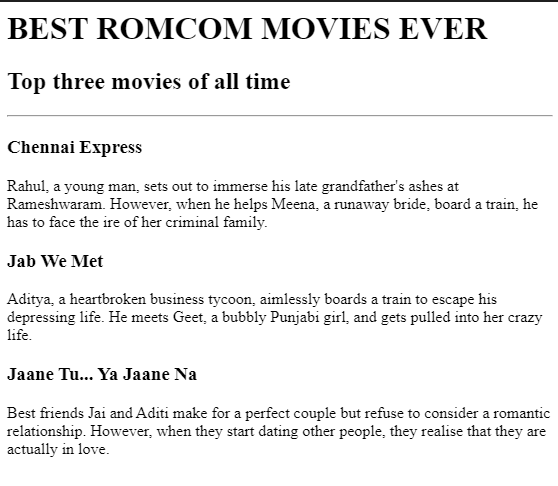 BEST ROMCOM MOVIES EVER
Top three movies of all time
Chennai Express
Rahul, a young man, sets out to immerse his late grandfather's ashes at
Rameshwaram. However, when he helps Meena, a runaway bride, board a train, he
has to face the ire of her criminal family.
Jab We Met
Aditya, a heartbroken business tycoon, aimlessly boards a train to escape his
depressing life. He meets Geet, a bubbly Punjabi girl, and gets pulled into her crazy
life.
Jaane Tu... Ya Jaane Na
Best friends Jai and Aditi make for a perfect couple but refuse to consider a romantic
relationship. However, when they start dating other people, they realise that they are
actually in love.